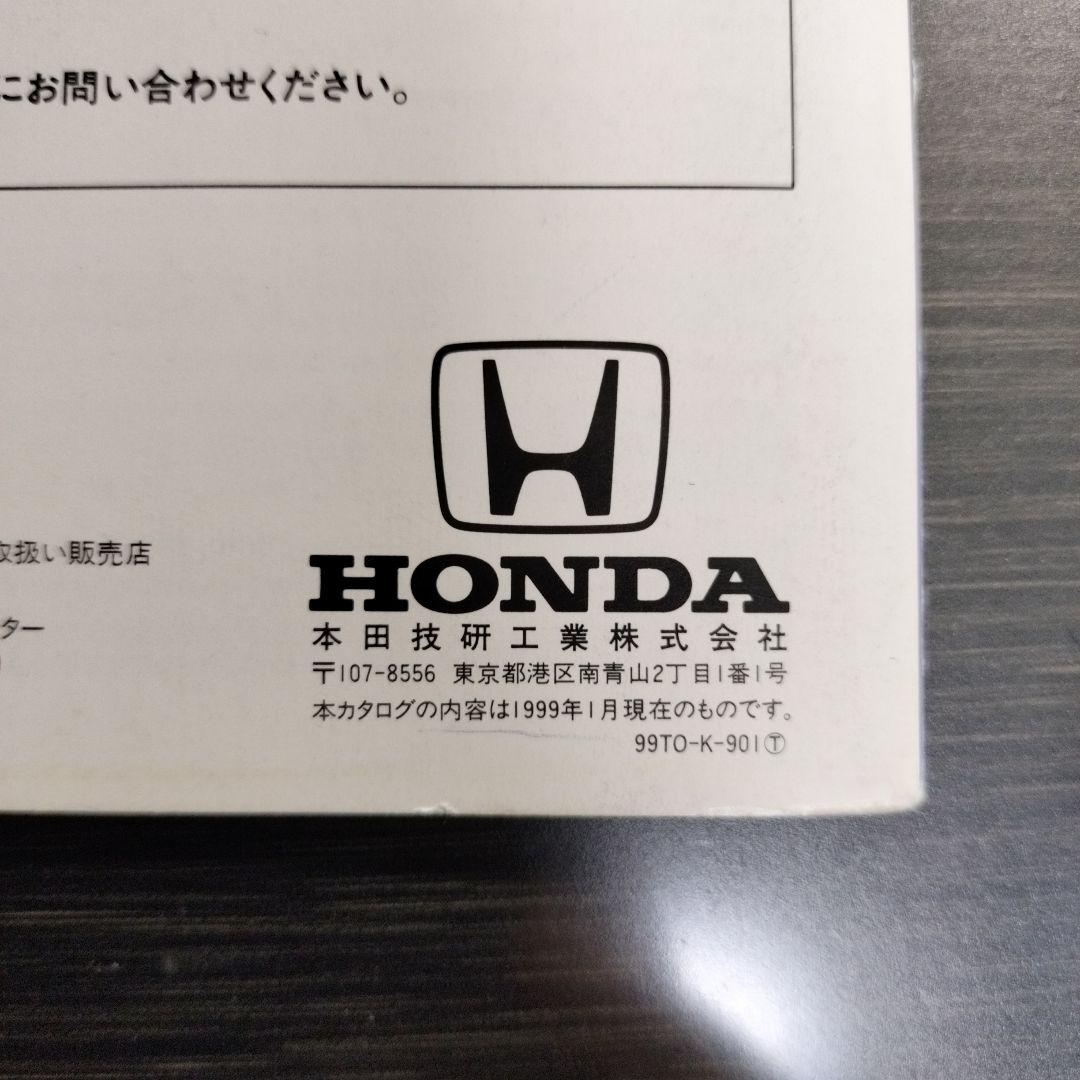 にお問い合わせください。
取扱い販売店
ター
HONDA
本田技研工業株式会社
〒107-8556 東京都港区南青山2丁目1番1号
本カタログの内容は1999年1月現在のものです。
99TO-K-901Ⓣ